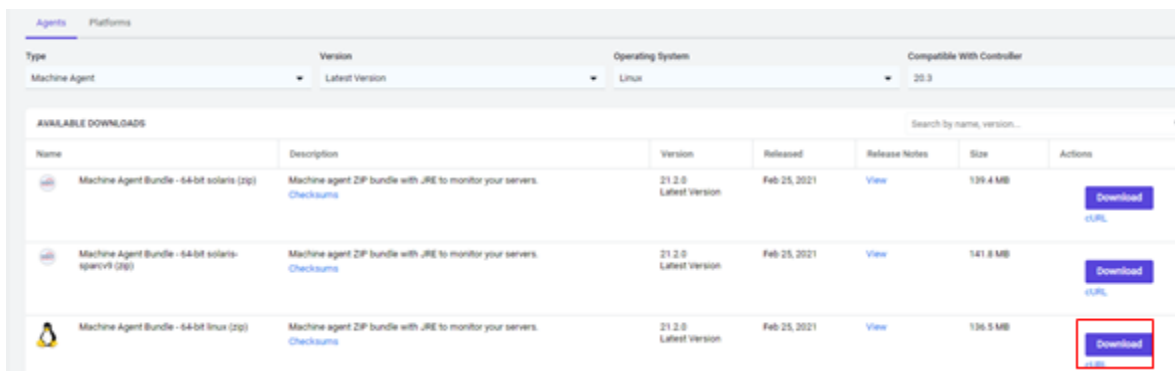 Agents Platforms
Type Version Operating System Compatible With Controller
Machine Agent Latest Version Linux 20.3
AVAILABLE DOWNLOADS Search by name, version...
Name Description Version Released Release Notes Size Actions
Machine Agent Bundle - 64-bit solaris (zip) Machine agent ZIP bundle with JRE to monitor your servers. 21.2.0 Feb 25, 2021 View 139.4 MB
Checksums Latest Version
Download
cURL
Machine Agent Bundle - 64-bit solaris- Machine agent ZIP bundle with JRE to monitor your servers. 21.2.0 Feb 25, 2021 View 141.8 MB
sparcv9 (zip) Checksums Latest Version
Download
cURL
Machine Agent Bundle - 64-bit linux (zip) Machine agent ZIP bundle with JRE to monitor your servers. 21.2.0 Feb 25, 2021 View 136.5 MB
Checksums Latest Version
Download
cURL